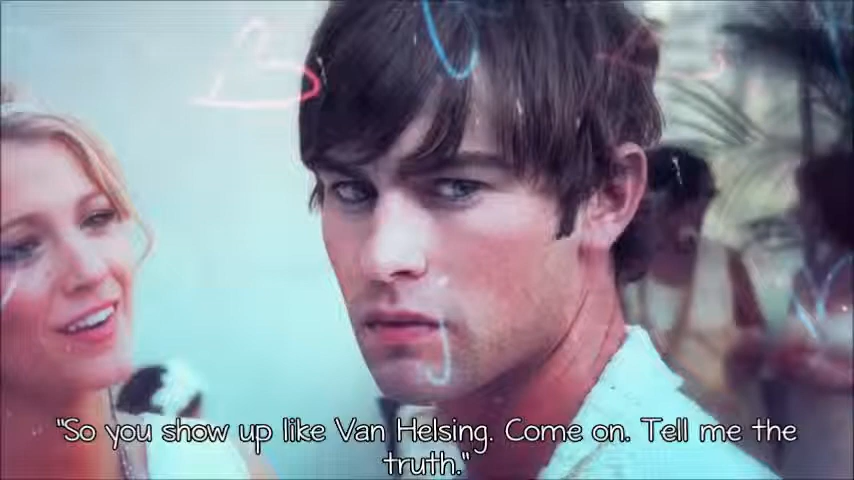 "So you show up like Van Helsing. Come on. Tell me the
truth."